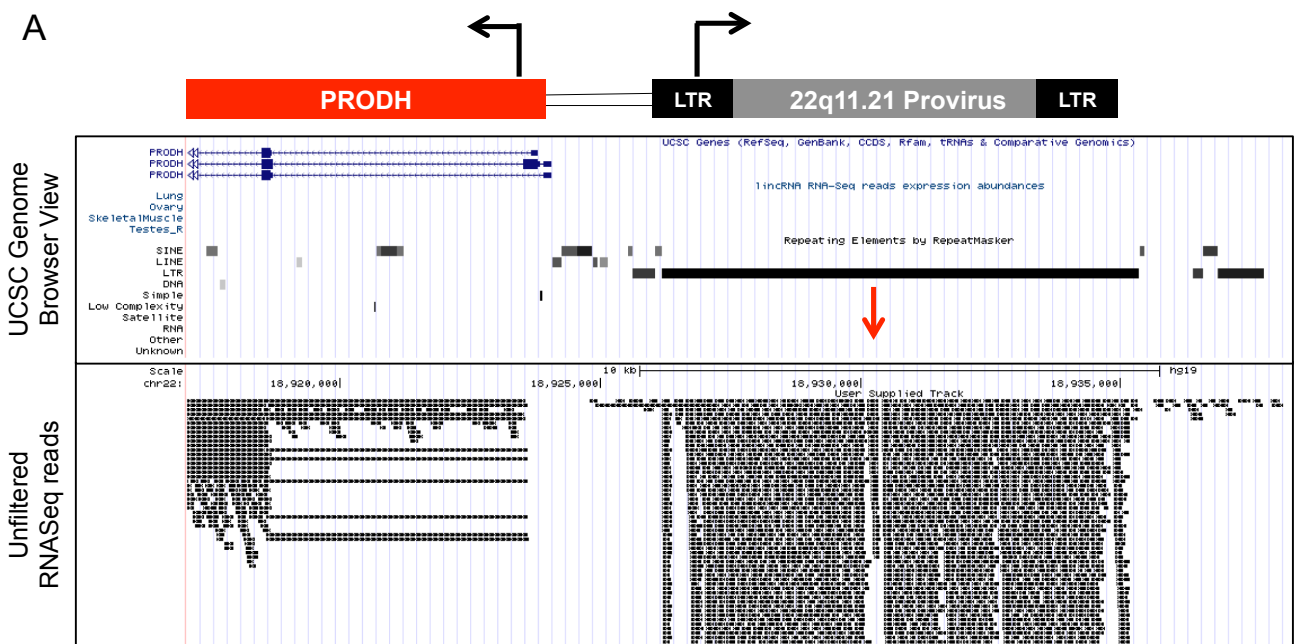 A
PRODH
LTR
22q11.21 Provirus
LTR
UCSC Genome
Browser View
UCSC Genes (RefSeq, GenBank, CCDS, Rfam, tRNAs & Comparative Genomics)
PRODH
PRODH
PRODH
lincRNA RNA-Seq reads expression abundances
Lung
Ovary
SkeletalMuscle
Testes_R
Repeating Elements by RepeatMasker
SINE
LINE
LTR
DNA
Simple
Low Complexity
Satellite
RNA
Other
Unknown
Scale
10 kb
hg19
chr22:
18,920,000
18,925,000
18,930,000
18,935,000
User Supplied Track
Unfiltered
RNASeq reads